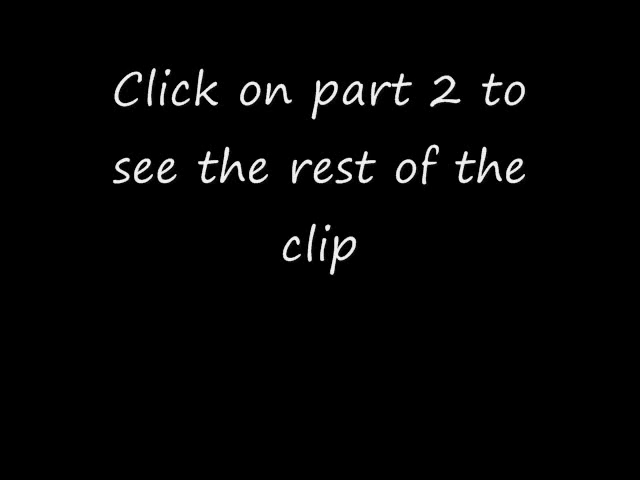 Click on part 2 to
see the rest of the
clip